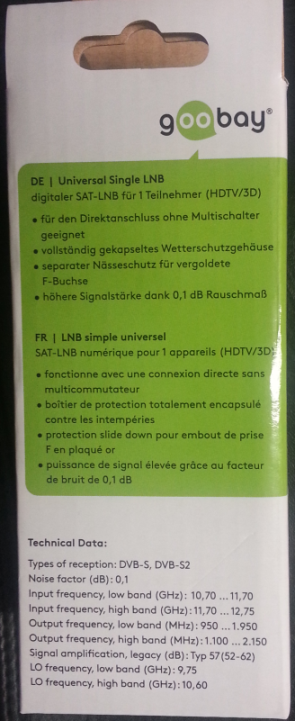 goobay®
DE | Universal Single LNB
digitaler SAT-LNB für 1 Teilnehmer (HDTV/3D)
• für den Direktanschluss ohne Multischalter
geeignet
• vollständig gekapseltes Wetterschutzgehäuse
• separater Nässeschutz für vergoldete
F-Buchse
• höhere Signalstärke dank 0,1 dB Rauschmaß
FR | LNB simple universel
SAT-LNB numérique pour 1 appareils (HDTV/3D)
• fonctionne avec une connexion directe sans
multicommutateur
• boîtier de protection totalement encapsulé
contre les intempéries
• protection slide down pour embout de prise
F en plaqué or
• puissance de signal élevée grâce au facteur
de bruit de 0,1 dB
Technical Data:
Types of reception: DVB-S, DVB-S2
Noise factor (dB): 0,1
Input frequency, low band (GHz): 10,70 ... 11,70
Input frequency, high band (GHz): 11,70 ... 12,75
Output frequency, low band (MHz): 950 ... 1.950
Output frequency, high band (MHz): 1.100 ... 2.150
Signal amplification, legacy (dB): Typ 57(52-62)
LO frequency, low band (GHz): 9,75
LO frequency, high band (GHz): 10,60